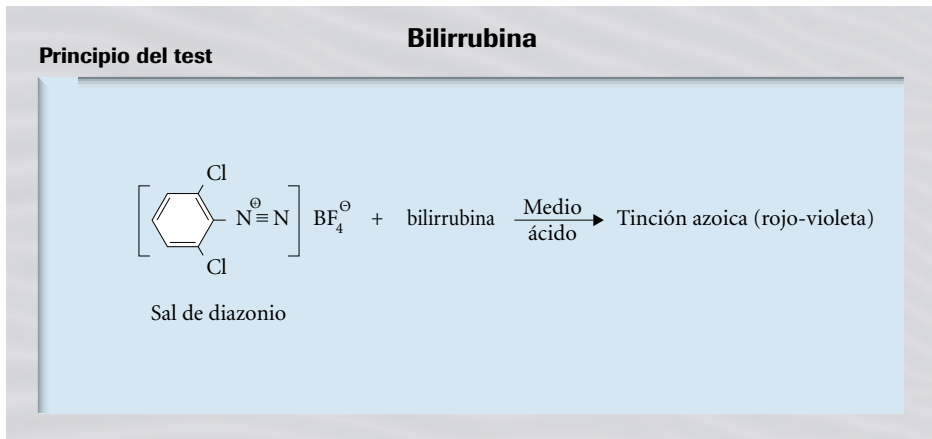 Bilirrubina
Principio del test
Cl
N⊕ ≡ N BF4⊖ + bilirrubina Medio ácido Tinción azoica (rojo-violeta)
Cl
Sal de diazonio